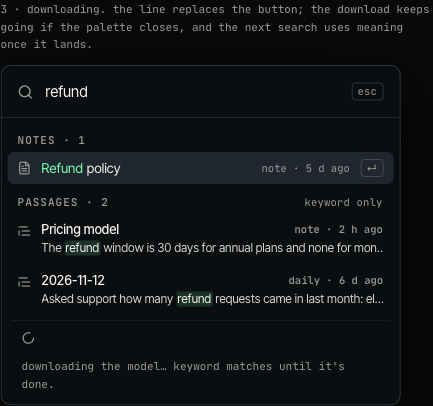 3 · downloading. the line replaces the button; the download keeps
going if the palette closes, and the next search uses meaning
once it lands.
refund
esc
NOTES · 1
Refund policy
note · 5 d ago
PASSAGES · 2
keyword only
Pricing model
note · 2 h ago
The refund window is 30 days for annual plans and none for mon..
2026-11-12
daily · 6 d ago
Asked support how many refund requests came in last month: el...
downloading the model… keyword matches until it's
done.